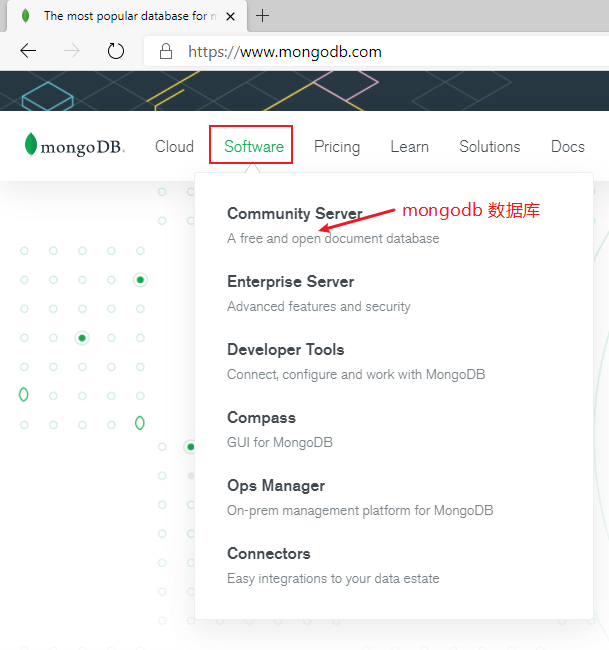 The most popular database for m
https://www.mongodb.com
mongoDB.
Cloud Software Pricing Learn Solutions Docs
Community Server
mongodb 数据库
A free and open document database
Enterprise Server
Advanced features and security
Developer Tools
Connect, configure and work with MongoDB
Compass
GUI for MongoDB
Ops Manager
On-prem management platform for MongoDB
Connectors
Easy integrations to your data estate